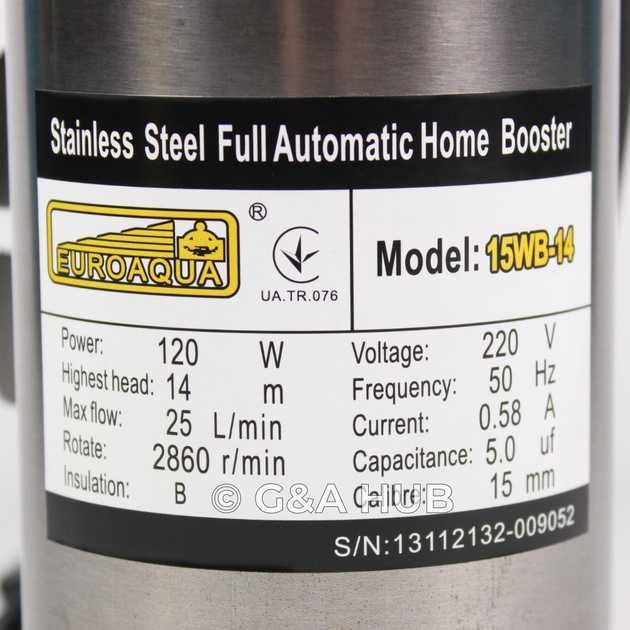 Stainless Steel Full Automatic Home Booster
EUROAQUA ®
UA.TR.076
Model: 15WB-14
Power: 120 W
Highest head: 14 m
Max flow: 25 L/min
Rotate: 2860 r/min
Insulation: B
Voltage: 220 V
Frequency: 50 Hz
Current: 0.58 A
Capacitance: 5.0 uf
Calibre: 15 mm
© G&A HUB
S/N:13112132-009052